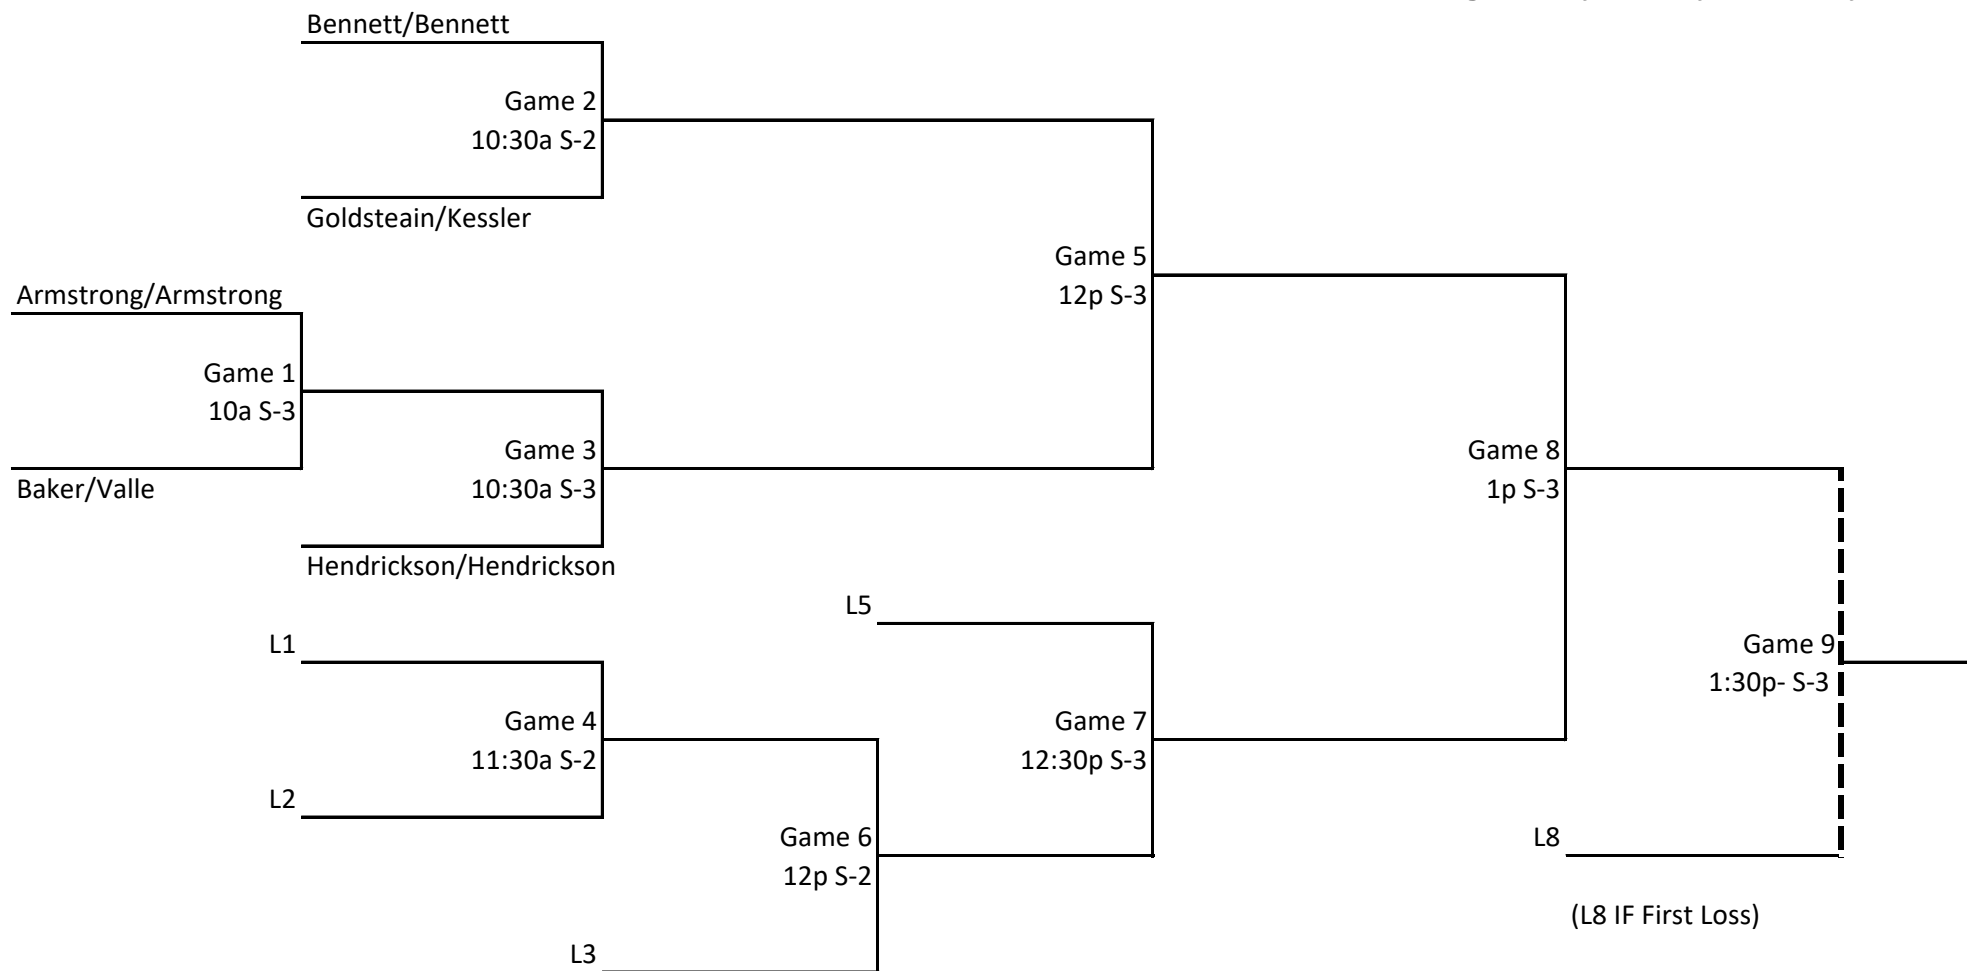 Bennett/Bennett
Game 2
10:30a S-2
Goldsteain/Kessler
Game 5
12p S-3
Armstrong/Armstrong
Game 1
10a S-3
Baker/Valle
Game 3
10:30a S-3
Hendrickson/Hendrickson
Game 8
1p S-3
L5
L1
Game 9
1:30p- S-3
Game 4
11:30a S-2
Game 7
12:30p S-3
L2
Game 6
12p S-2
L8
(L8 IF First Loss)
L3